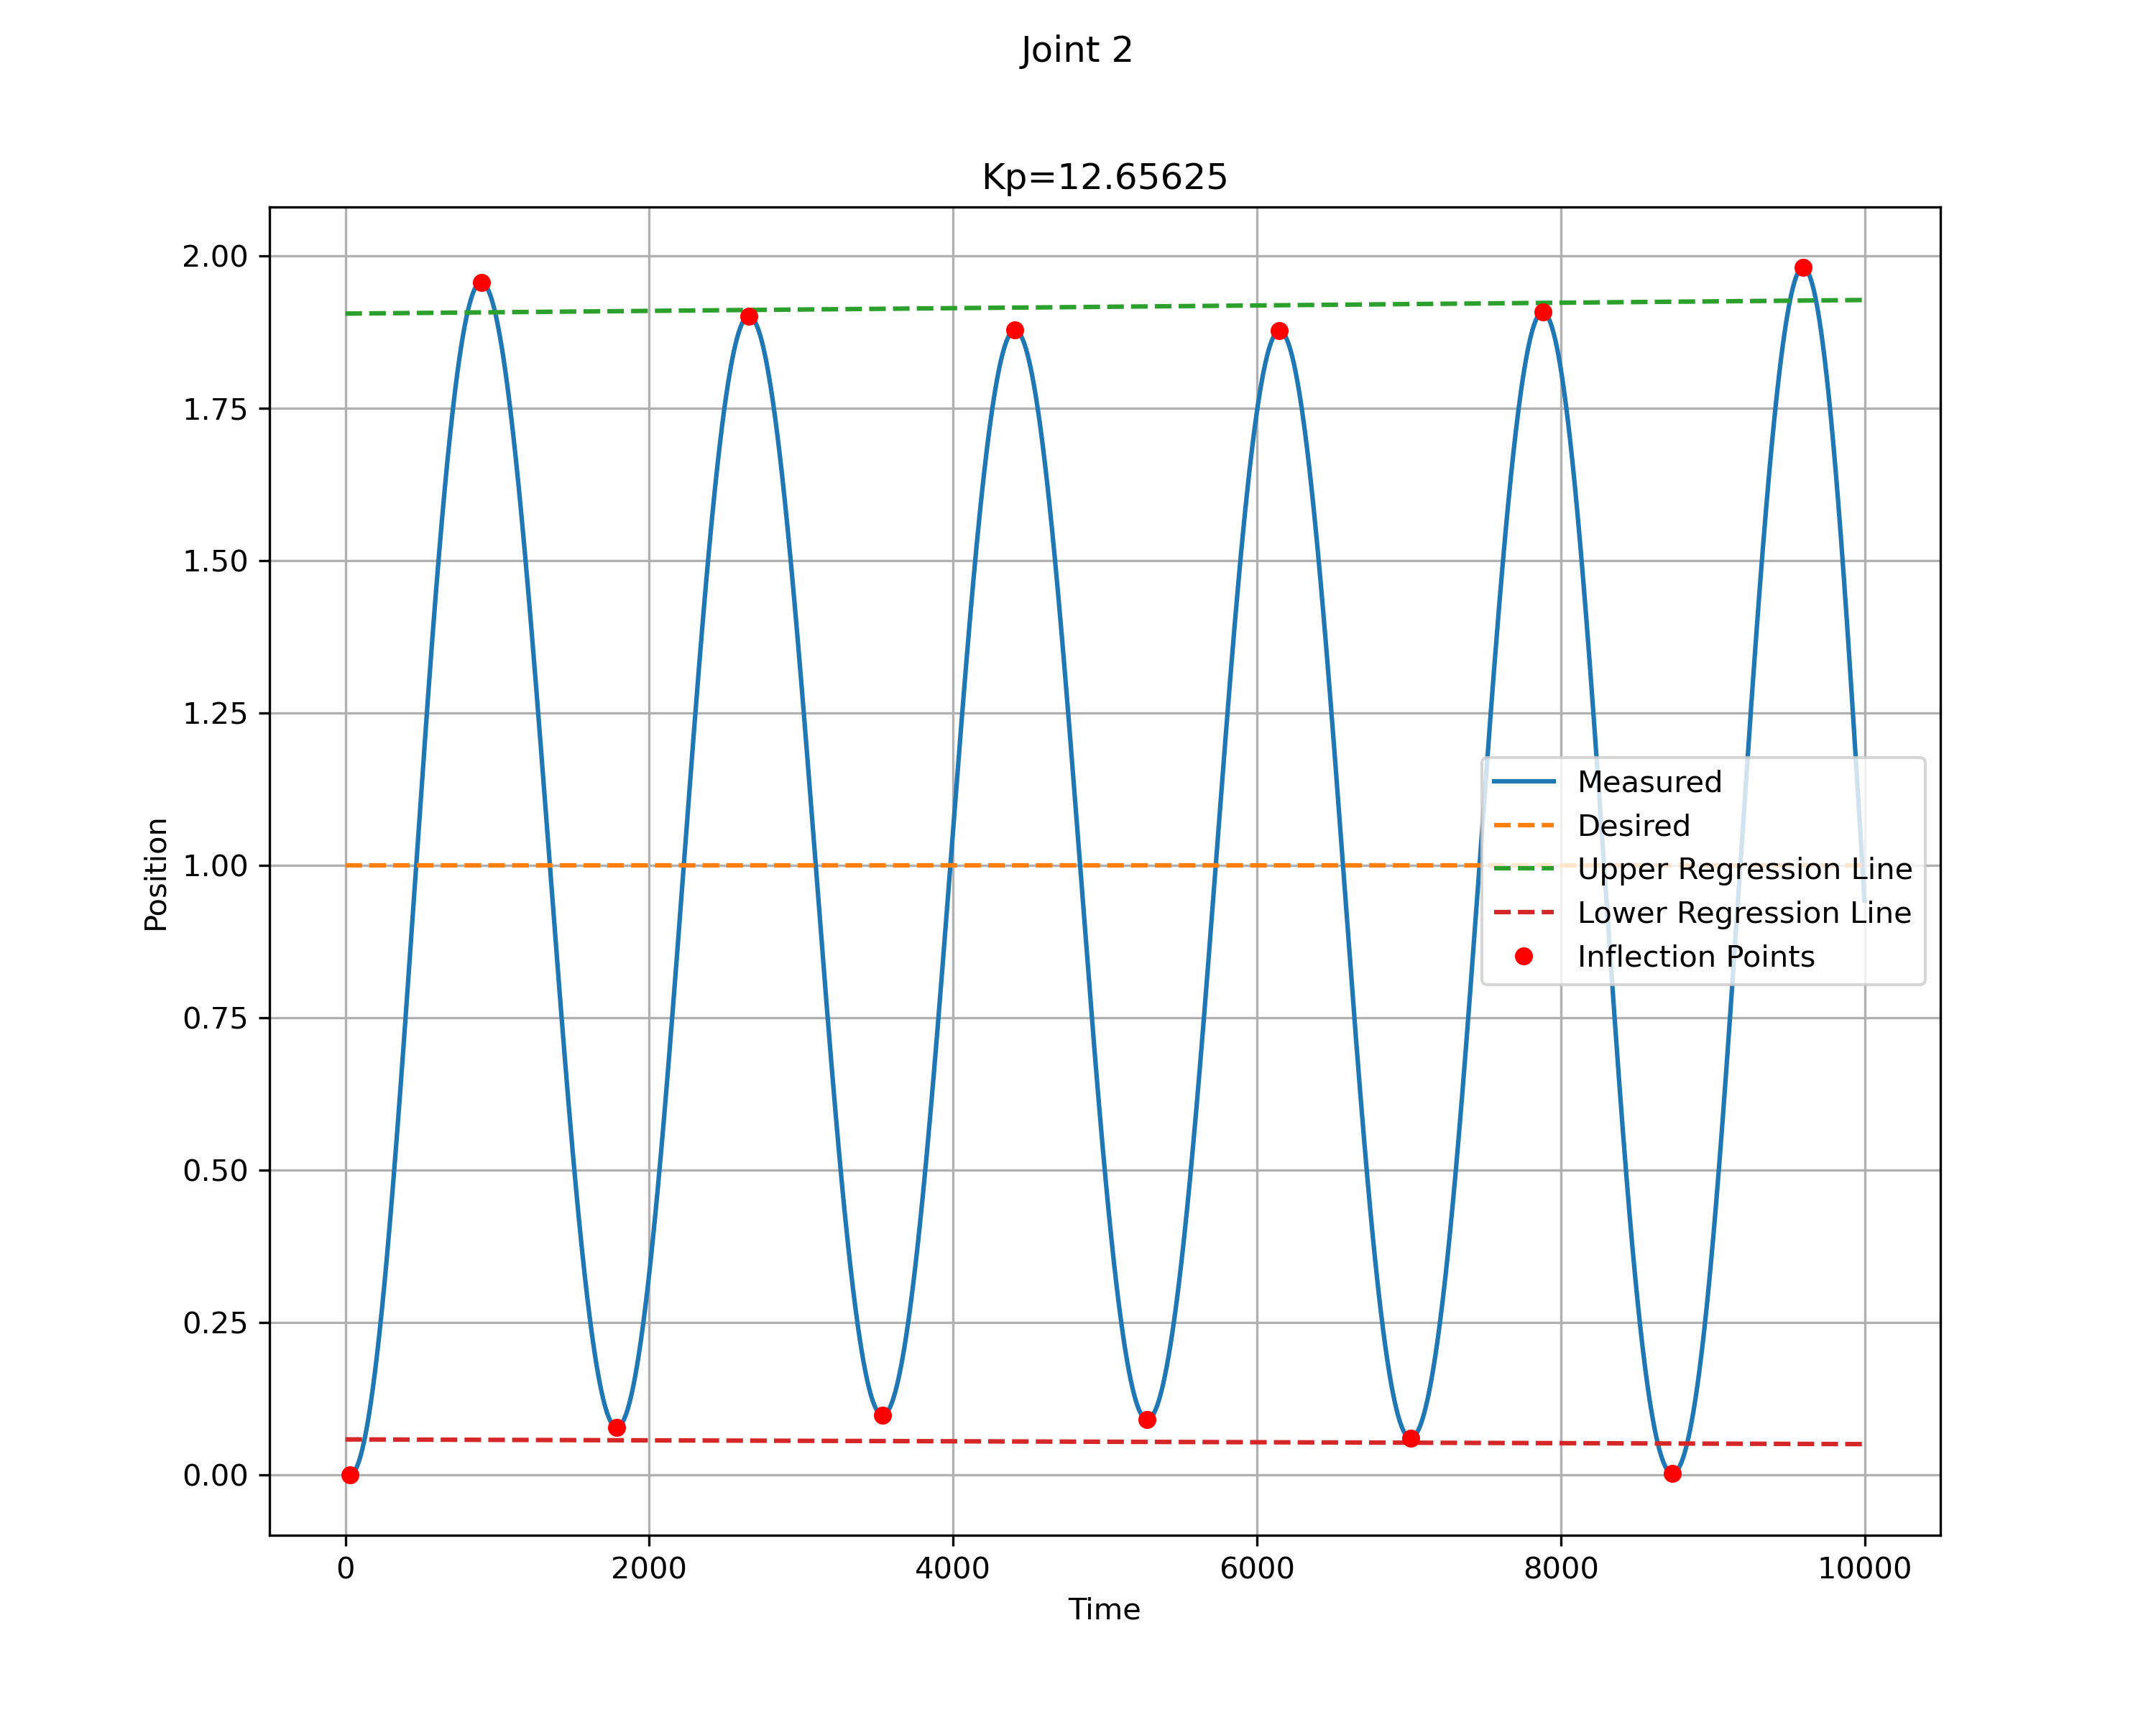 Joint 2
Kp=12.65625
2.00
1.75
1.50
1.25
1.00
0.75
0.50
0.25
0.00
Position
Measured
Desired
Upper Regression Line
Lower Regression Line
Inflection Points
0 2000 4000 6000 8000 10000
Time